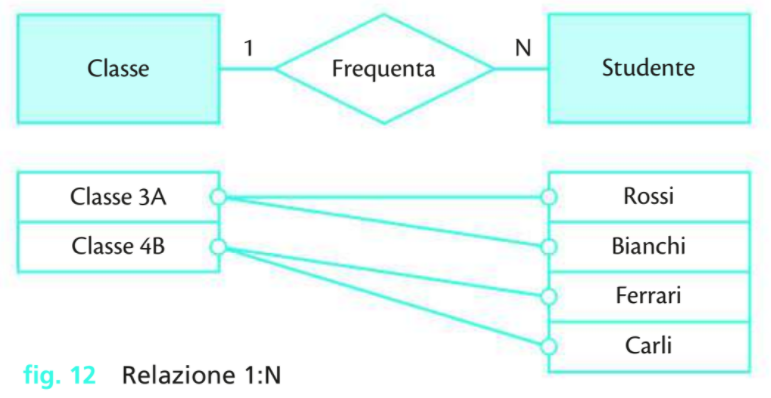 Classe
1
Frequenta
N
Studente
Classe 3A
Classe 4B
Rossi
Bianchi
Ferrari
Carli
fig. 12 Relazione 1:N